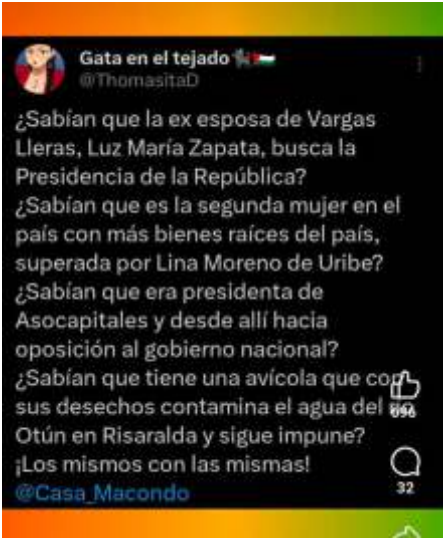 Gata en el tejado
@ThomasitaD
¿Sabían que la ex esposa de Vargas
Lleras, Luz María Zapata, busca la
Presidencia de la República?
¿Sabían que es la segunda mujer en el
país con más bienes raíces del país,
superada por Lina Moreno de Uribe?
¿Sabían que era presidenta de
Asocapitales y desde allí hacia
oposición al gobierno nacional?
¿Sabían que tiene una avícola que con
sus desechos contamina el agua del
696
Otún en Risaralda y sigue impune?
¡Los mismos con las mismas!
@Casa_Macondo
32